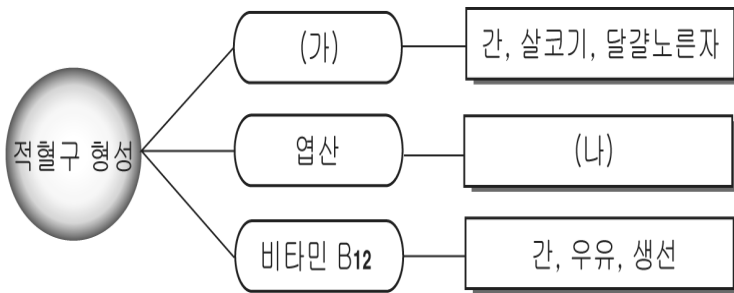 적혈구 형성
(가)
간, 살코기, 달걀노른자
엽산
(나)
비타민 B12
간, 우유, 생선